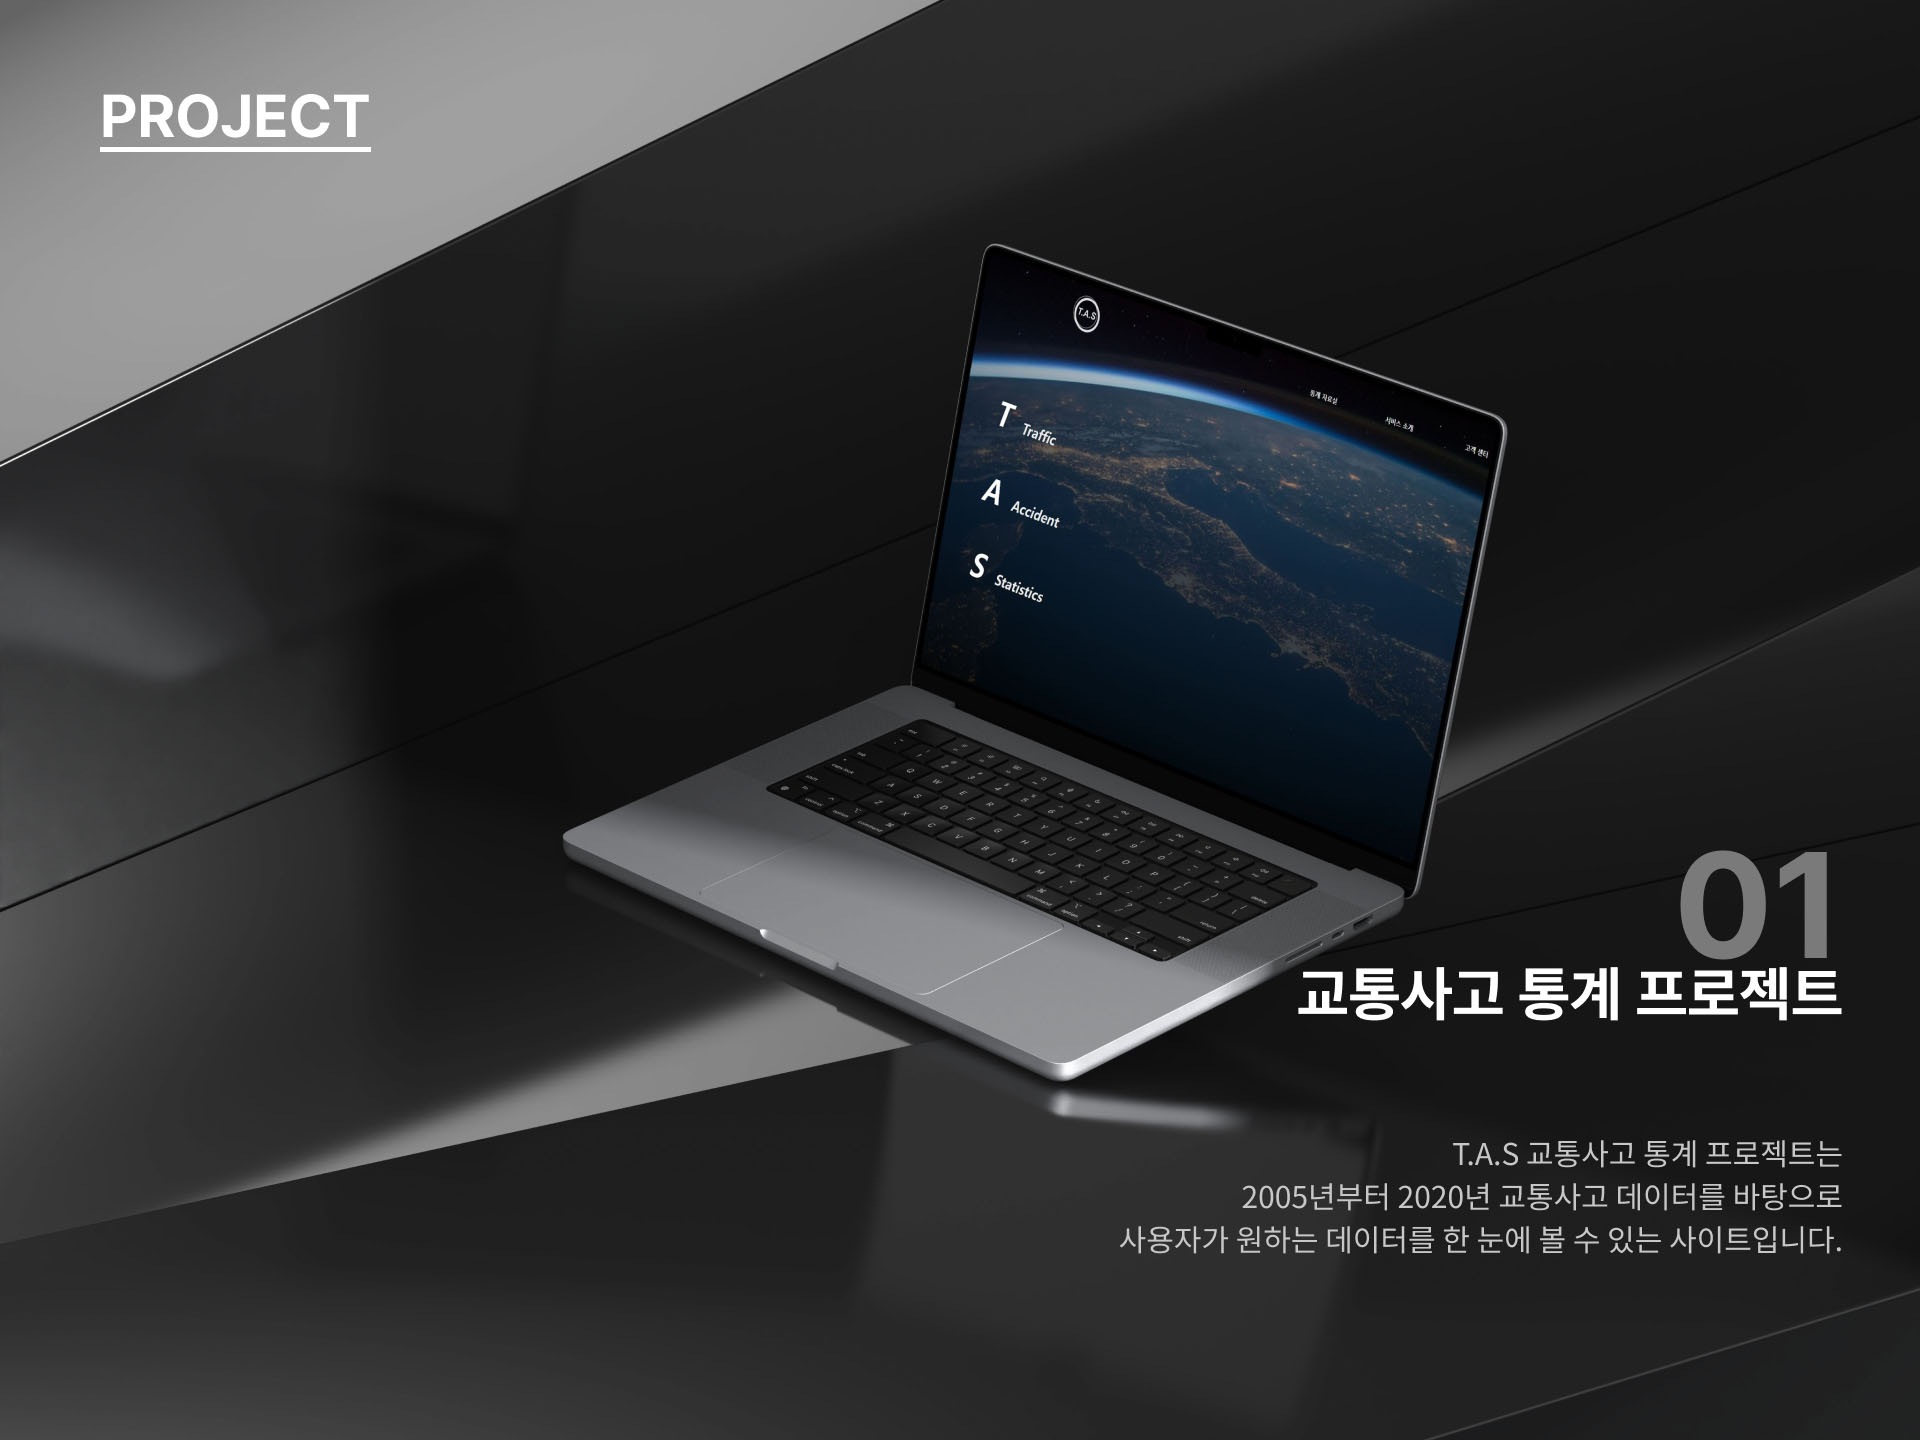 PROJECT
T.A.S
통계 자료실
서비스 소개
고객 센터
T Traffic
A Accident
S Statistics
01
교통사고 통계 프로젝트
T.A.S 교통사고 통계 프로젝트는
2005년부터 2020년 교통사고 데이터를 바탕으로
사용자가 원하는 데이터를 한 눈에 볼 수 있는 사이트입니다.